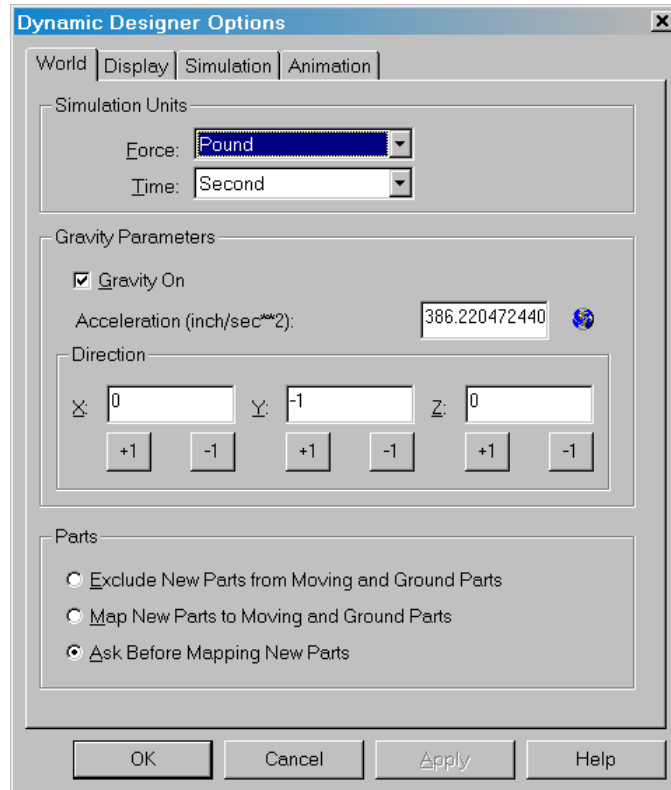 Dynamic Designer Options
World Display Simulation Animation
Simulation Units
Force: Pound
Time: Second
Gravity Parameters
Gravity On
Acceleration (inch/sec**2): 386.220472440
Direction
X: 0 Y: -1 Z: 0
+1 -1 +1 -1 +1 -1
Parts
Exclude New Parts from Moving and Ground Parts
Map New Parts to Moving and Ground Parts
Ask Before Mapping New Parts
OK Cancel Apply Help